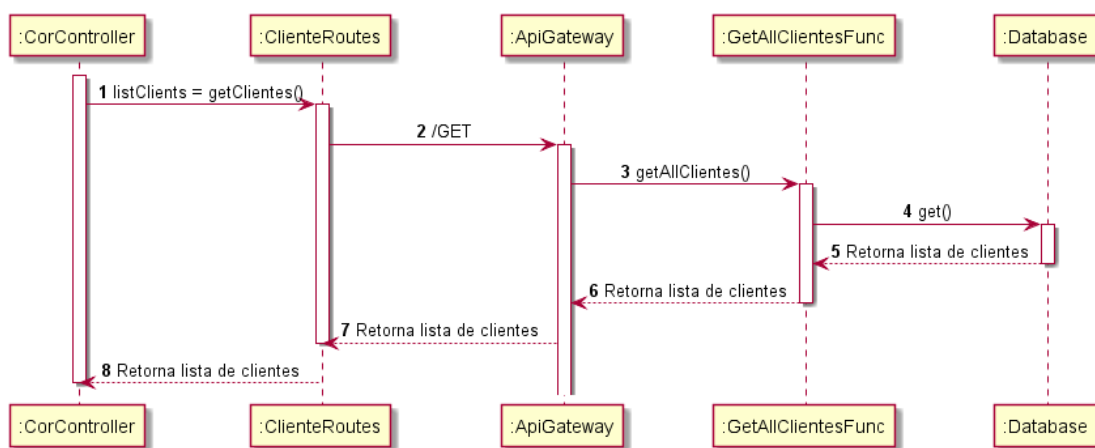 :CorController :ClienteRoutes :ApiGateway :GetAllClientesFunc :Database
1 listClients = getClientes()
2 /GET
3 getAllClientes()
4 get()
5 Retorna lista de clientes
6 Retorna lista de clientes
7 Retorna lista de clientes
8 Retorna lista de clientes
:CorController :ClienteRoutes :ApiGateway :GetAllClientesFunc :Database